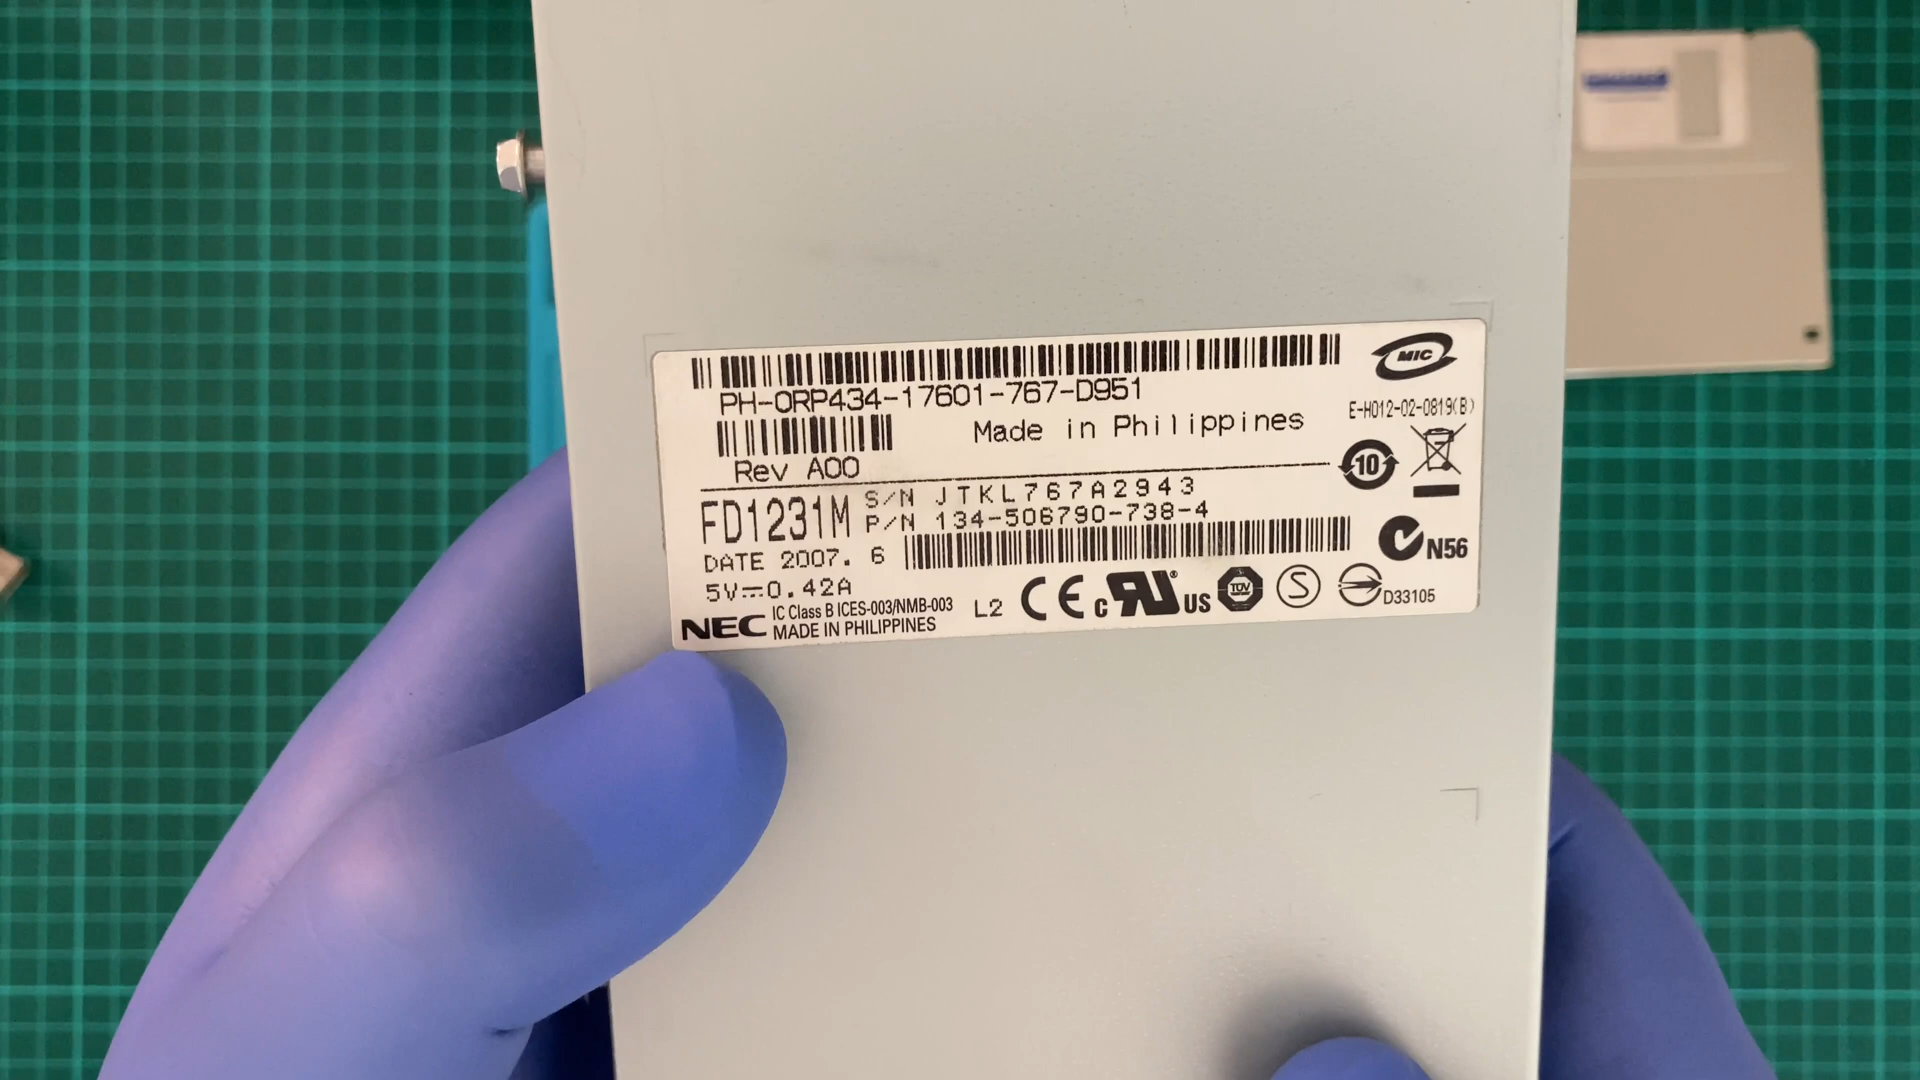 PH-0RP434-17601-767-D951
MIC
E-H012-02-0819(B)
Made in Philippines
Rev A00
10
FD1231M
S/N JTKL767A2943
P/N 134-506790-738-4
DATE 2007. 6
N56
5V⎓0.42A
NEC
IC Class B ICES-003/NMB-003
MADE IN PHILIPPINES
L2
CE
c RU® US
TÜV
S
D33105